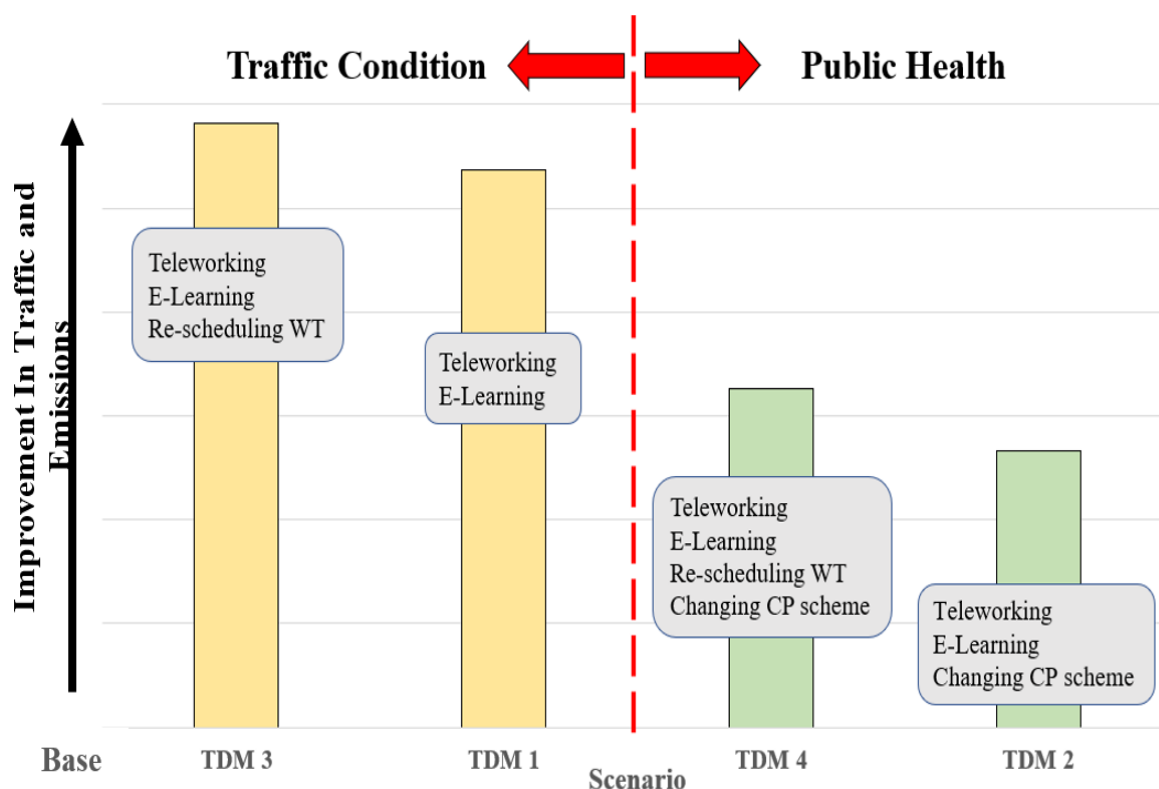 Traffic Condition
Public Health
Improvement In Traffic and
Emissions
Teleworking
E-Learning
Re-scheduling WT
Teleworking
E-Learning
Teleworking
E-Learning
Re-scheduling WT
Changing CP scheme
Teleworking
E-Learning
Changing CP scheme
Base
TDM 3
TDM 1
TDM 4
TDM 2
Scenario